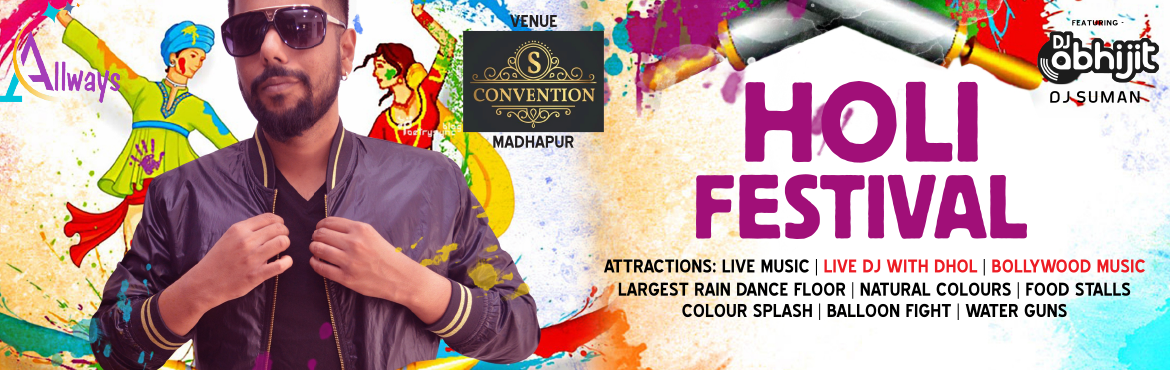 Allways
VENUE
S
CONVENTION
MADHAPUR
FEATURING
DJ
abhijit
DJ SUMAN
HOLI
FESTIVAL
ATTRACTIONS: LIVE MUSIC | LIVE DJ WITH DHOL | BOLLYWOOD MUSIC
LARGEST RAIN DANCE FLOOR | NATURAL COLOURS | FOOD STALLS
COLOUR SPLASH | BALLOON FIGHT | WATER GUNS